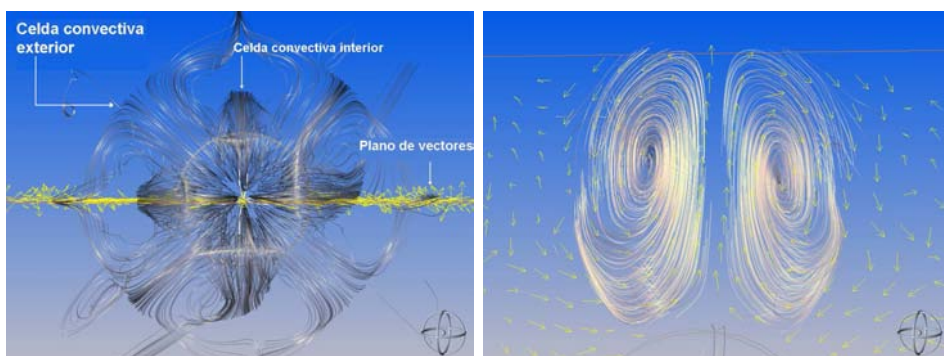 Celda convectiva
exterior
Celda convectiva interior
Plano de vectores